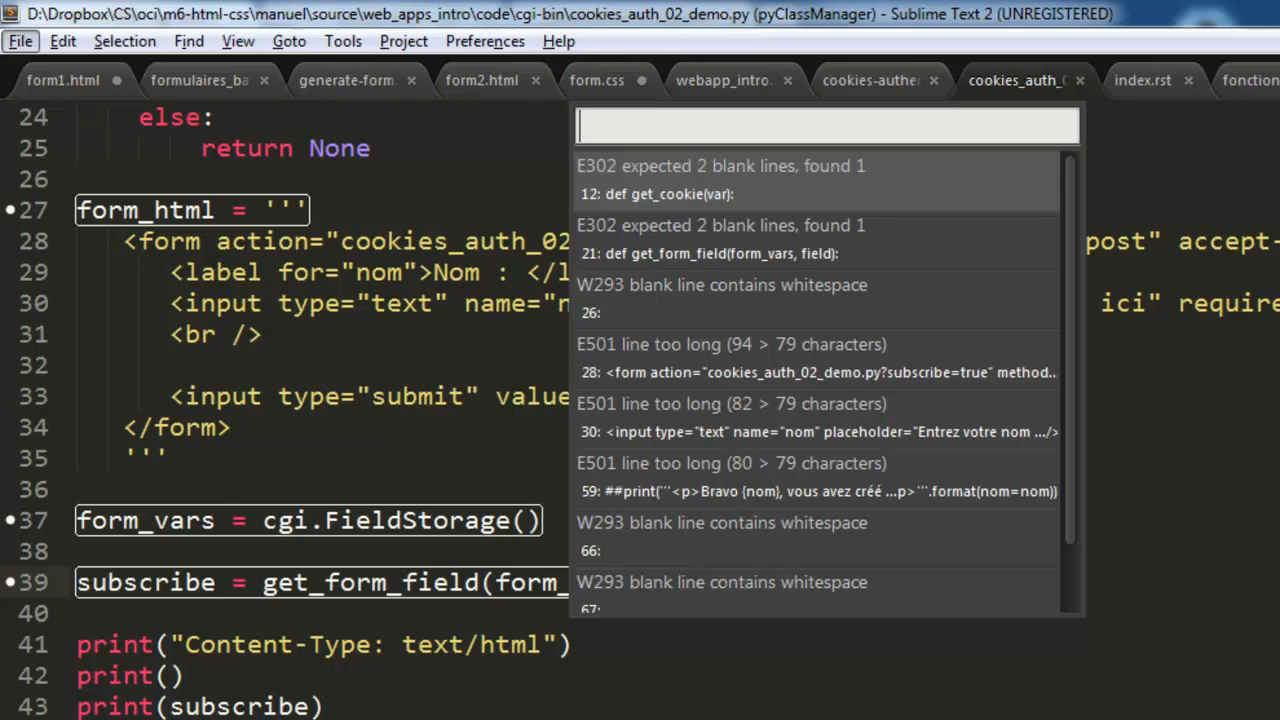 D:\Dropbox\CS\oci\m6-html-css\manuel\source\web_apps_intro\code\cgi-bin\cookies_auth_02_demo.py (pyClassManager) - Sublime Text 2 (UNREGISTERED)
File Edit Selection Find View Goto Tools Project Preferences Help
form1.html formulaires_ba generate-form. form2.html form.css webapp_intro. cookies-authe cookies_auth_0 index.rst fonction
24 else:
25 return None
26
27 form_html = '''
28 <form action="cookies_auth_02 post" accept-
29 <label for="nom">Nom : </l
30 <input type="text" name="n ici" require
31 <br />
32
33 <input type="submit" value
34 </form>
35 '''
36
37 form_vars = cgi.FieldStorage()
38
39 subscribe = get_form_field(form_
40
41 print("Content-Type: text/html")
42 print()
43 print(subscribe)
E302 expected 2 blank lines, found 1
12: def get_cookie(var):
E302 expected 2 blank lines, found 1
21: def get_form_field(form_vars, field):
W293 blank line contains whitespace
26:
E501 line too long (94 > 79 characters)
28: <form action="cookies_auth_02_demo.py?subscribe=true" method...
E501 line too long (82 > 79 characters)
30: <input type="text" name="nom" placeholder="Entrez votre nom .../>
E501 line too long (80 > 79 characters)
59: ##print('''<p>Bravo {nom}, vous avez créé ...p>'''.format(nom=nom))
W293 blank line contains whitespace
66:
W293 blank line contains whitespace
67: